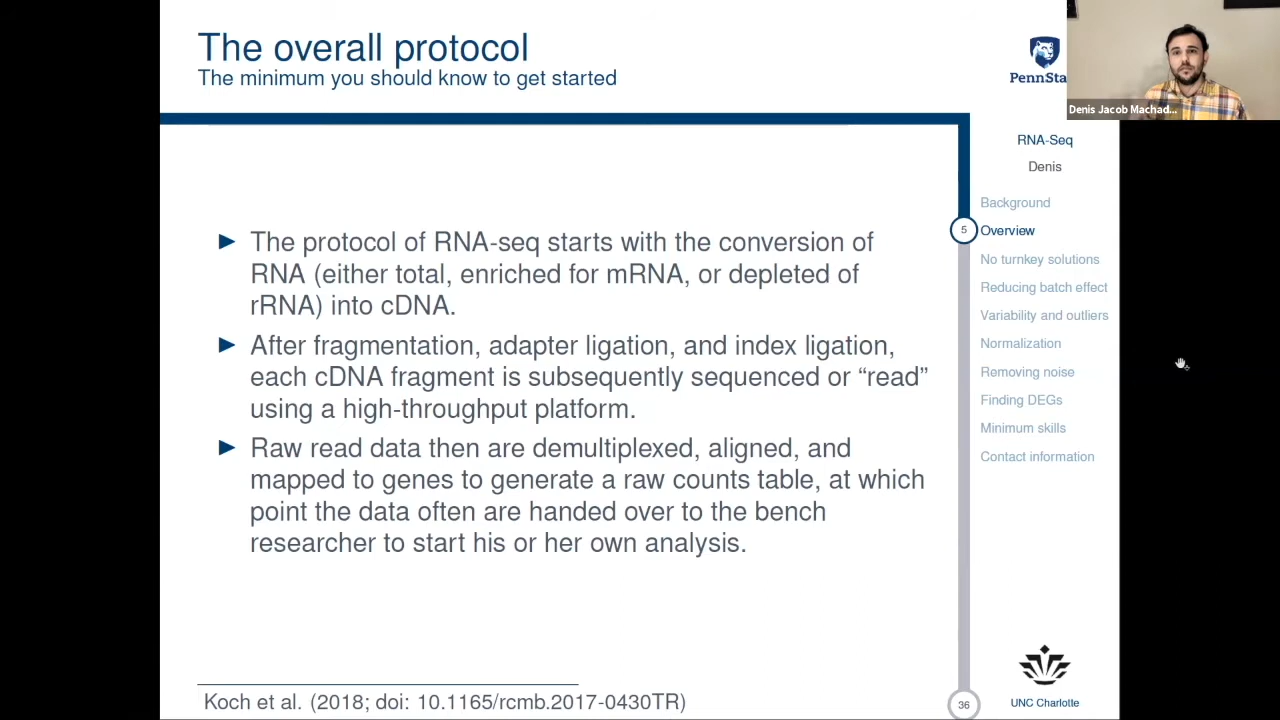 The overall protocol
The minimum you should know to get started
PennSta
Denis Jacob Machad...
RNA-Seq
Denis
Background
5
Overview
No turnkey solutions
Reducing batch effect
Variability and outliers
Normalization
Removing noise
Finding DEGs
Minimum skills
Contact information
► The protocol of RNA-seq starts with the conversion of
RNA (either total, enriched for mRNA, or depleted of
rRNA) into cDNA.
► After fragmentation, adapter ligation, and index ligation,
each cDNA fragment is subsequently sequenced or “read”
using a high-throughput platform.
► Raw read data then are demultiplexed, aligned, and
mapped to genes to generate a raw counts table, at which
point the data often are handed over to the bench
researcher to start his or her own analysis.
Koch et al. (2018; doi: 10.1165/rcmb.2017-0430TR)
36
UNC Charlotte